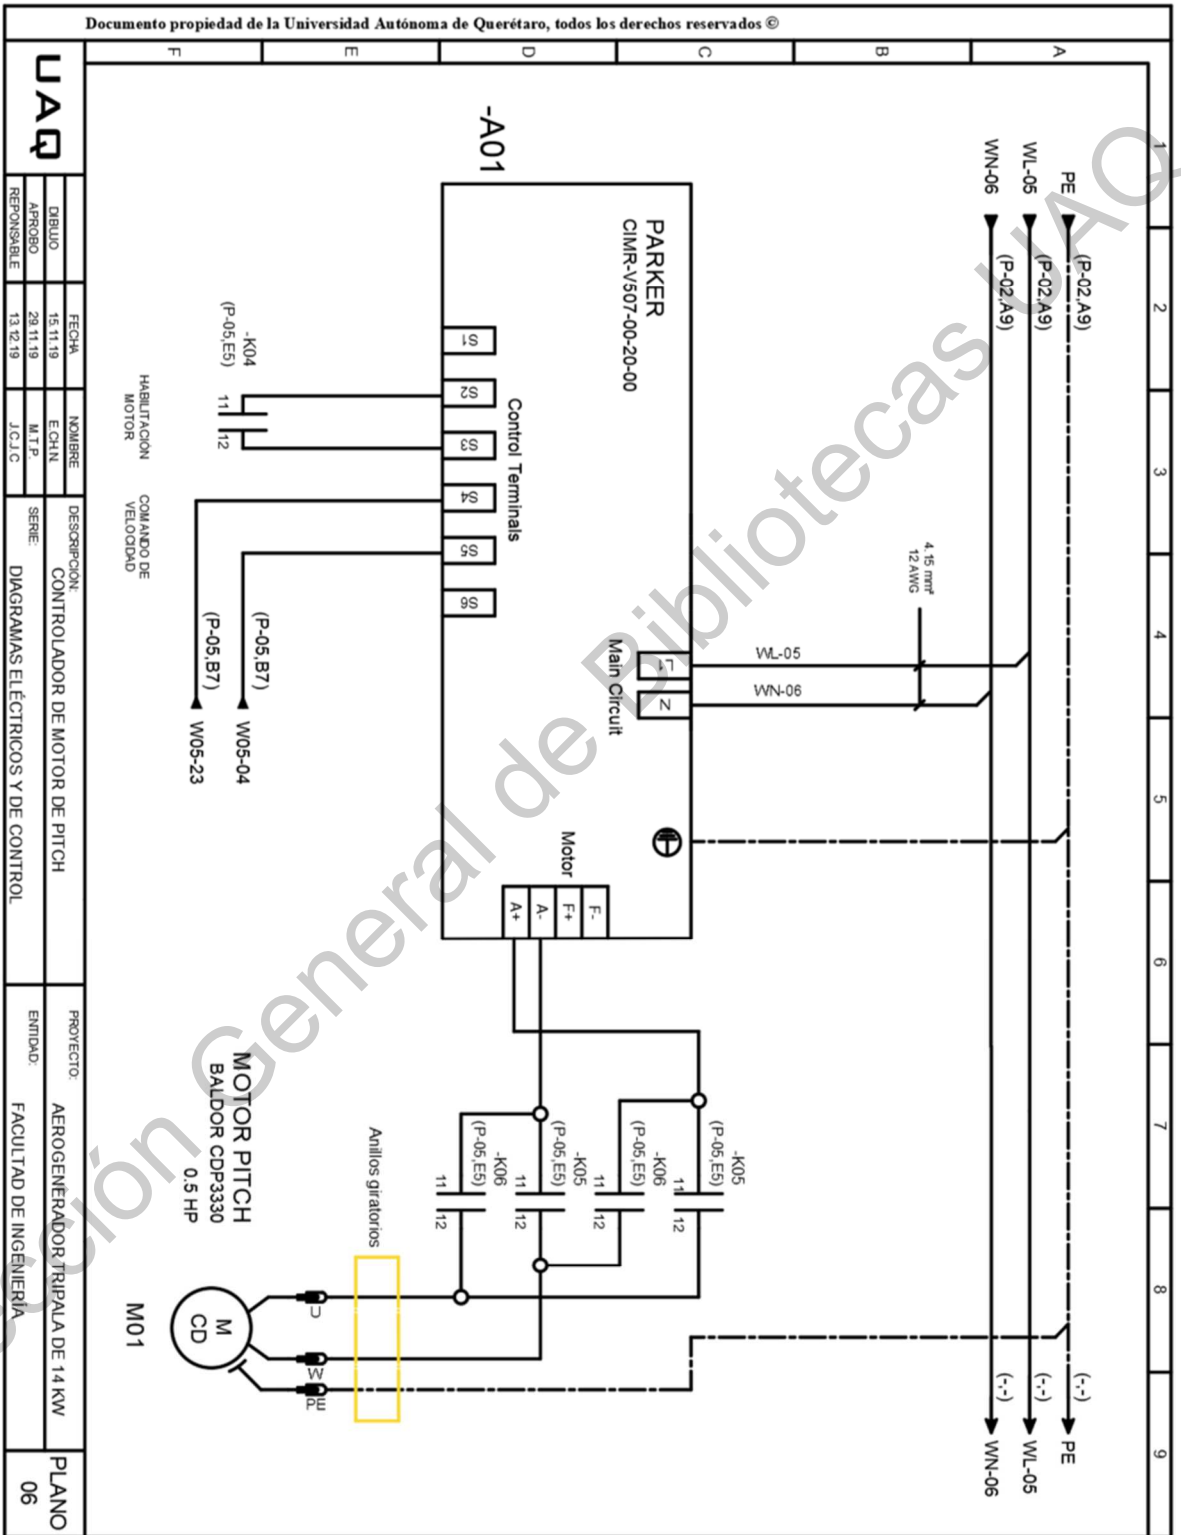 Documento propiedad de la Universidad Autónoma de Querétaro, todos los derechos reservados ©
1
2
3
4
5
6
7
8
9
A
B
C
D
E
F
PE
WL-05
WN-06
(P-02,A9)
(P-02,A9)
(P-02,A9)
(-,-)
(-,-)
(-,-)
PE
WL-05
WN-06
4.15 mm²
12 AWG
WL-05
WN-06
-A01
PARKER
CIMR-V507-00-20-00
L1
N
Main Circuit
Control Terminals
S1
S2
S3
S4
S5
S6
Motor
F-
F+
A-
A+
-K04
(P-05,E5)
11
12
HABILITACIÓN
MOTOR
COMANDO DE
VELOCIDAD
(P-05,B7)
W05-04
(P-05,B7)
W05-23
-K05
(P-05,E5)
11
12
-K06
(P-05,E5)
11
12
-K05
(P-05,E5)
11
12
-K06
(P-05,E5)
11
12
Anillos giratorios
MOTOR PITCH
BALDOR CDP3330
0.5 HP
U
W
PE
M
CD
M01
UAQ
FECHA
NOMBRE
DIBUJO
15.11.19
E.CH.N.
APROBO
29.11.19
M.T.P.
REPONSABLE
13.12.19
J.C.J.C
DESCRIPCIÓN:
CONTROLADOR DE MOTOR DE PITCH
SERIE:
DIAGRAMAS ELÉCTRICOS Y DE CONTROL
PROYECTO:
AEROGENERADOR TRIPALA DE 14 KW
ENTIDAD:
FACULTAD DE INGENIERÍA
PLANO
06
cción General de Bibliotecas UAQ